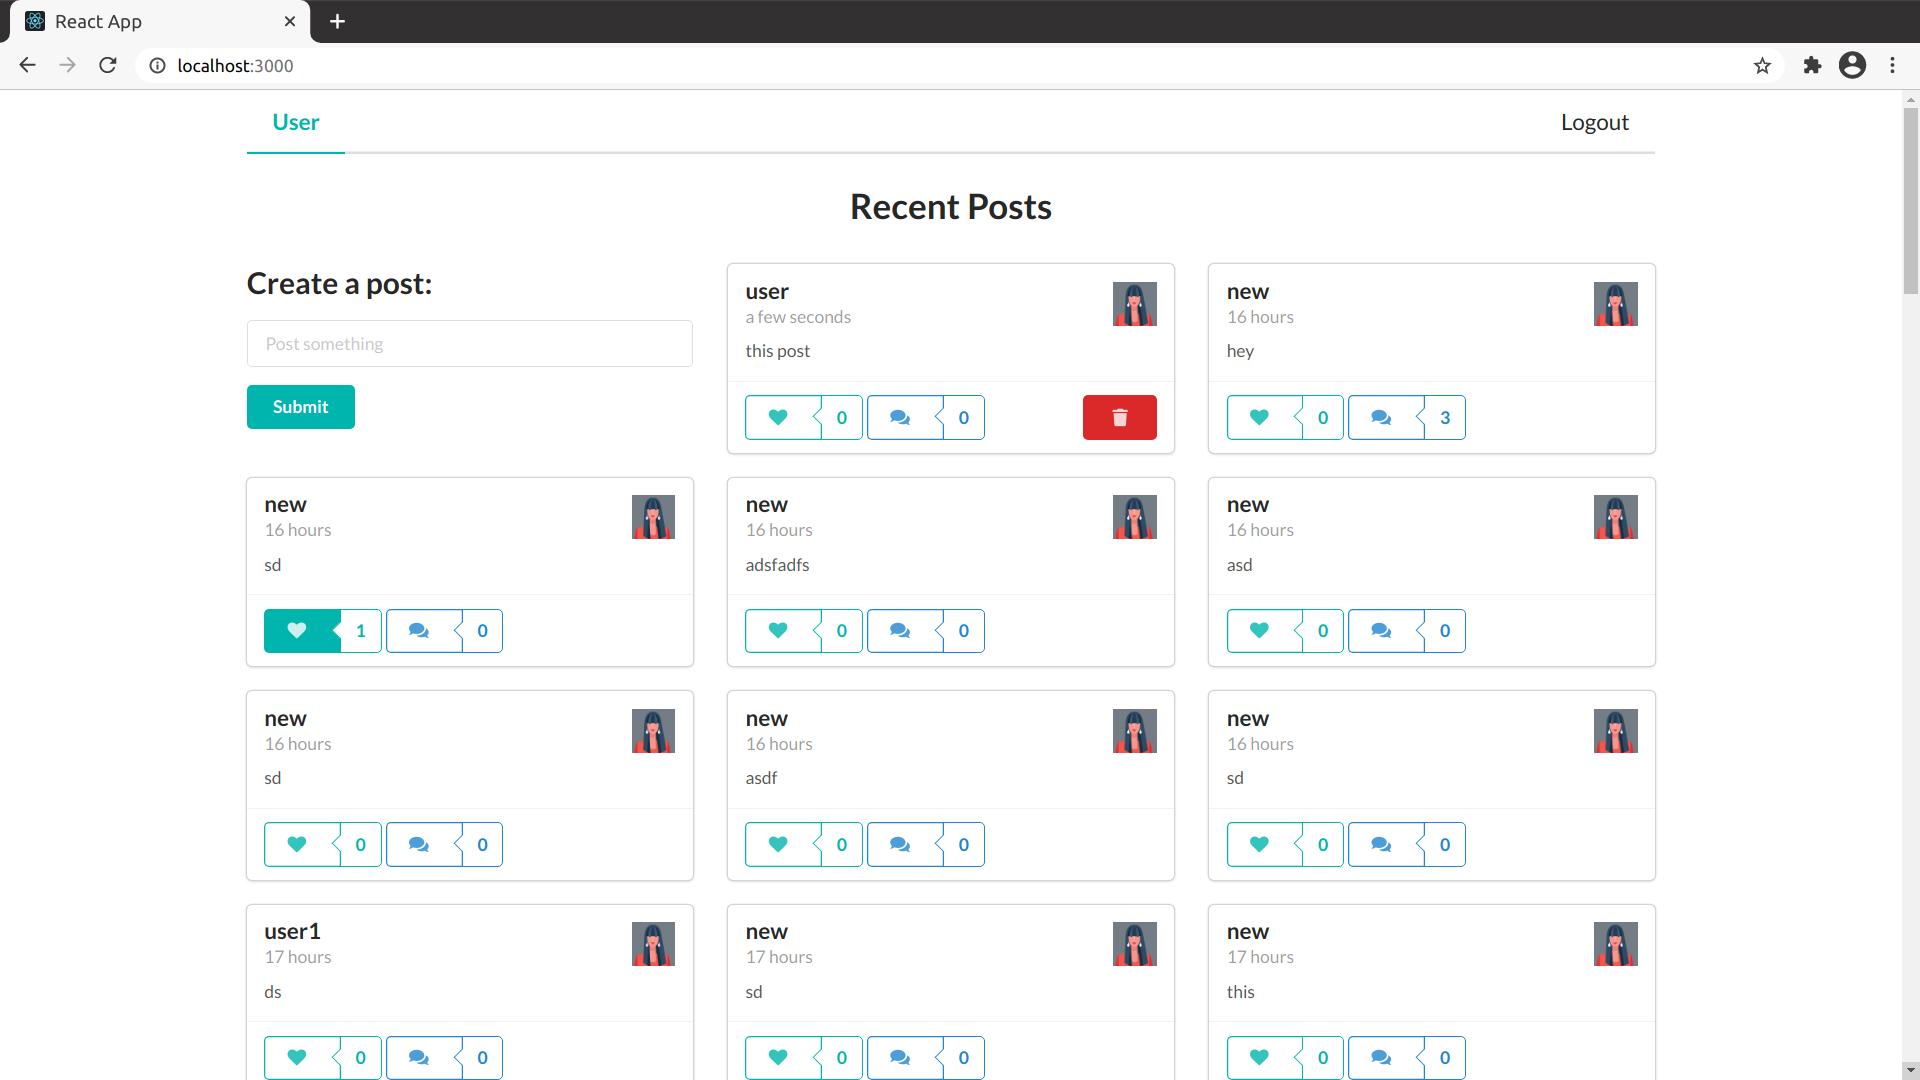 React App
localhost:3000
User
Logout
Recent Posts
Create a post:
Post something
Submit
user
a few seconds
this post
0
0
new
16 hours
hey
0
3
new
16 hours
sd
1
0
new
16 hours
adsfadfs
0
0
new
16 hours
asd
0
0
new
16 hours
sd
0
0
new
16 hours
asdf
0
0
new
16 hours
sd
0
0
user1
17 hours
ds
0
0
new
17 hours
sd
0
0
new
17 hours
this
0
0